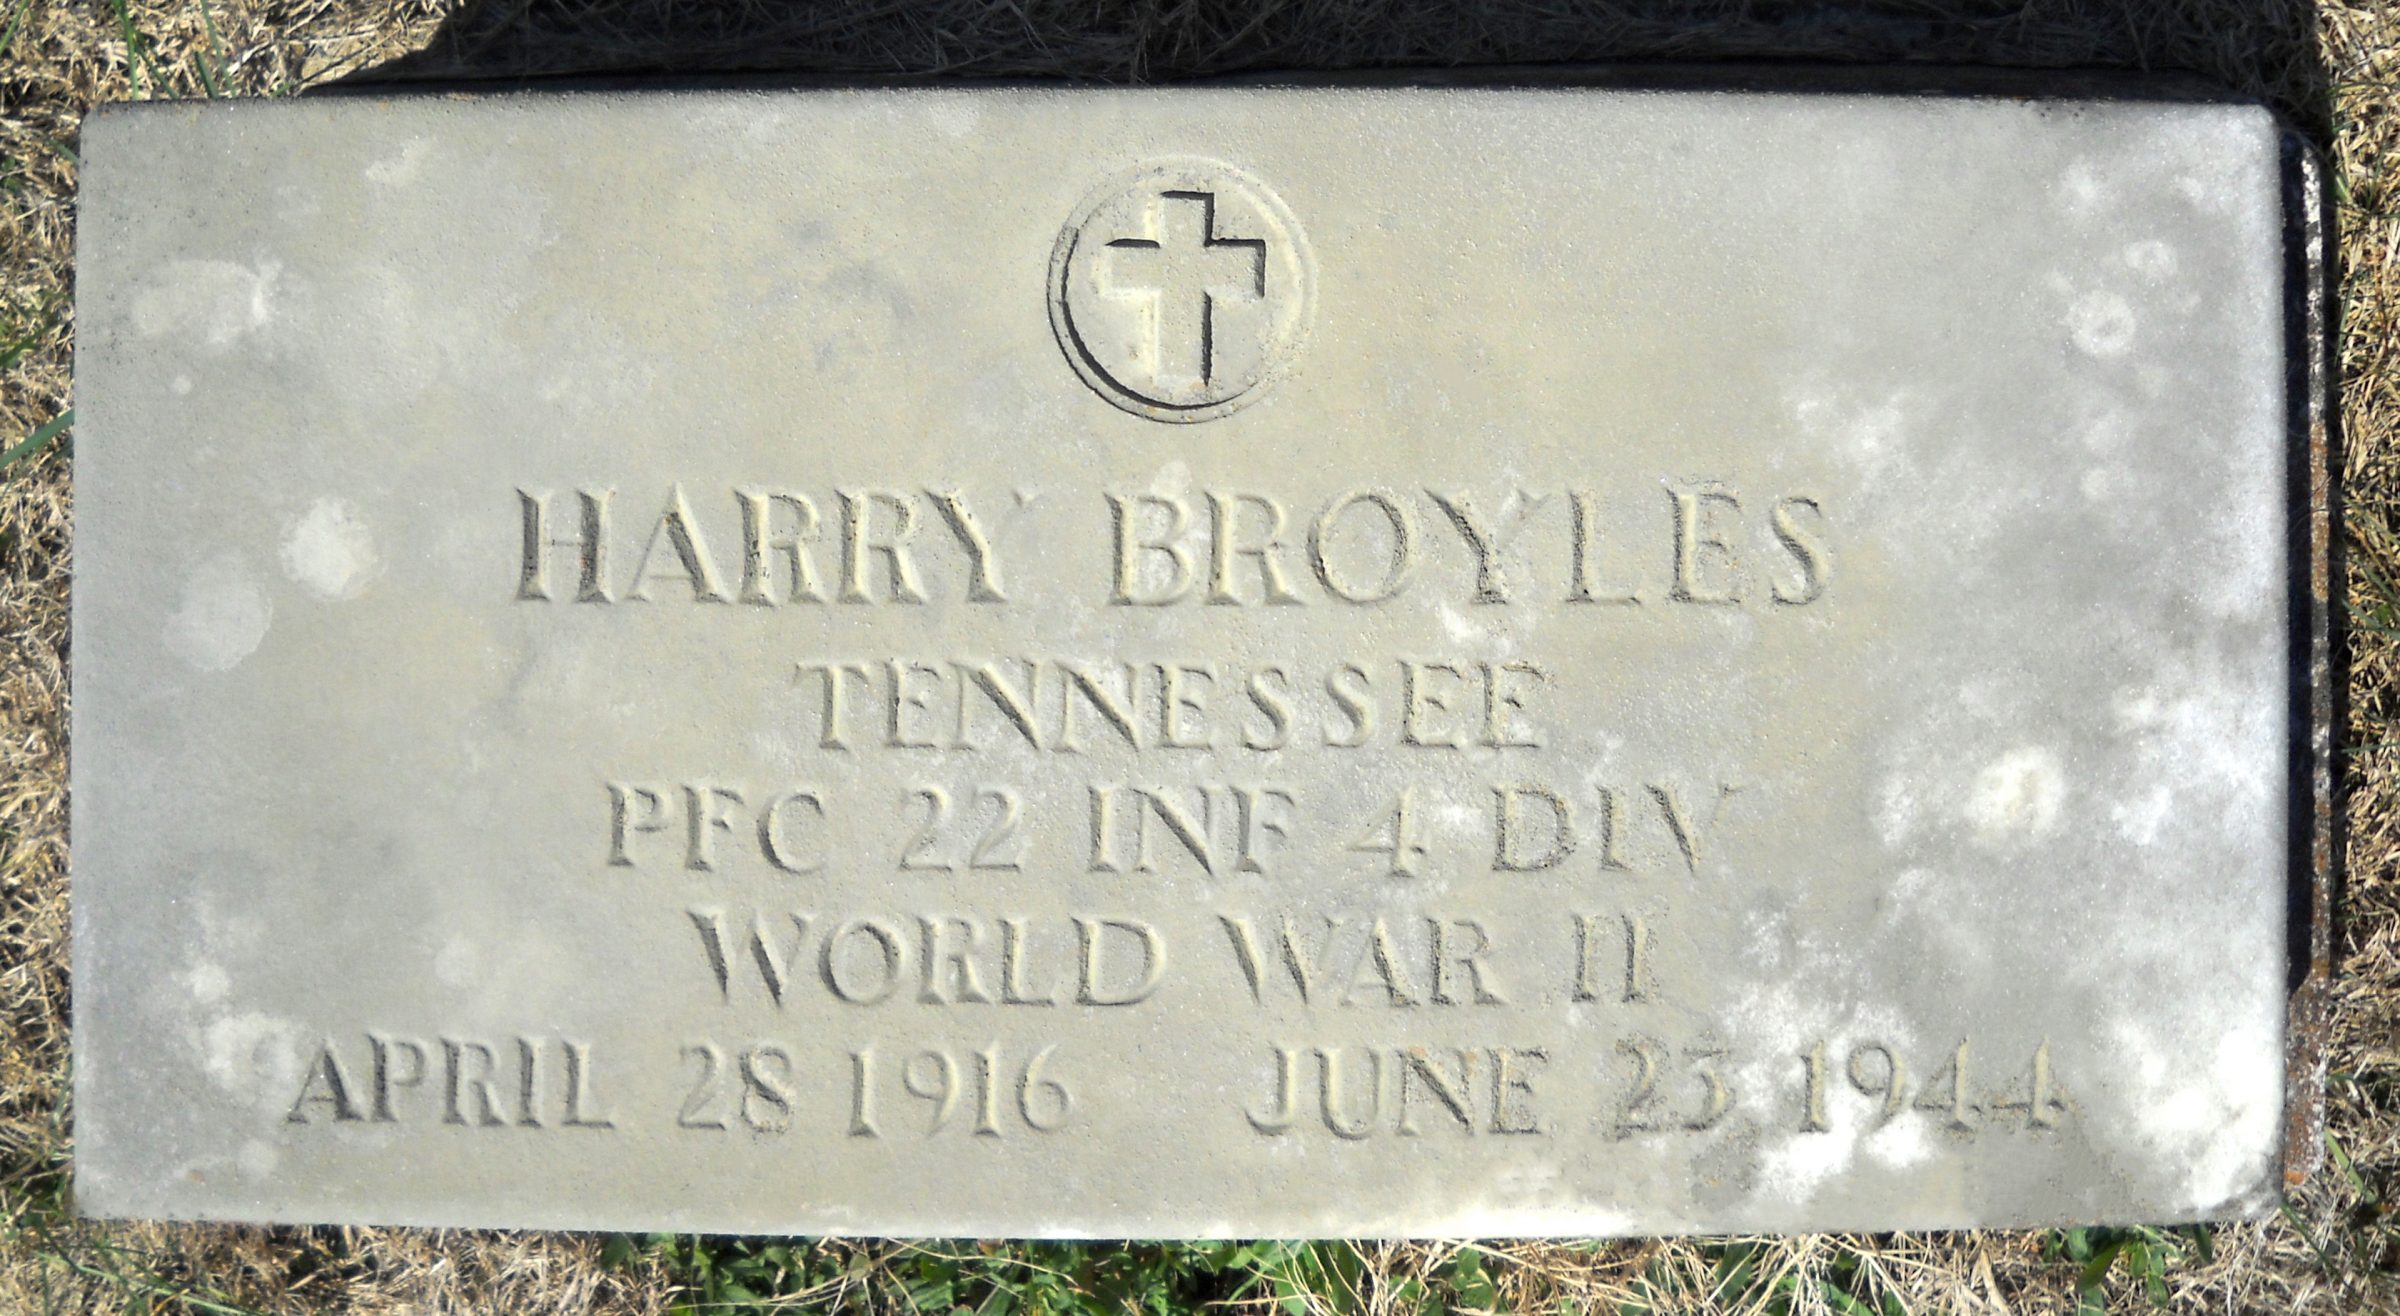 HARRY BROYLES
TENNESSEE
PFC 22 INF 4 DIV
WORLD WAR II
APRIL 28 1916 JUNE 23 1944